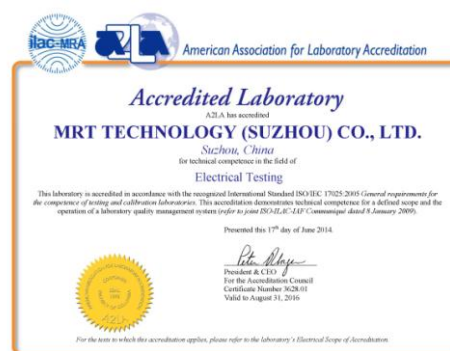 ilac-MRA
A2LA
American Association for Laboratory Accreditation
Accredited Laboratory
A2LA has accredited
MRT TECHNOLOGY (SUZHOU) CO., LTD.
Suzhou, China
for technical competence in the field of
Electrical Testing
This laboratory is accredited in accordance with the recognized International Standard ISO/IEC 17025:2005 General requirements for
the competence of testing and calibration laboratories. This accreditation demonstrates technical competence for a defined scope and the
operation of a laboratory quality management system (refer to joint ISO-ILAC-IAF Communiqué dated 8 January 2009).
Presented this 17th day of June 2014.
President & CEO
For the Accreditation Council
Certificate Number 3628.01
Valid to August 31, 2016
A2LA
For the tests to which this accreditation applies, please refer to the laboratory's Electrical Scope of Accreditation.